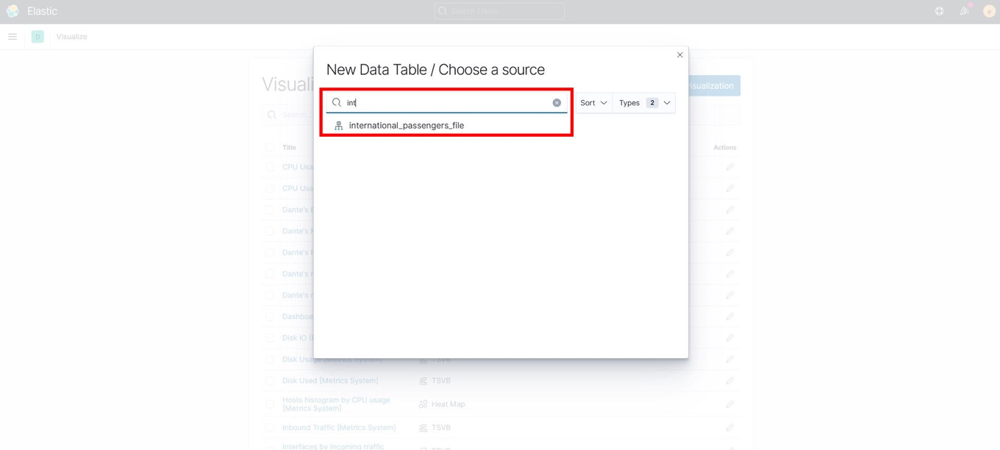 Elastic
Search Elastic
e
D
Visualize
New Data Table / Choose a source
Visuali
isualization
int
Sort
Types 2
international_passengers_file
Search...
Title
Actions
CPU Usa
CPU Usa
Dante's
Dante's
Dante's
Dante's
Dante's
Dashboa
Disk IO
Disk Usage [Metrics System]
TSVB
Disk Used [Metrics System]
TSVB
Hosts histogram by CPU usage
[Metrics System]
Heat Map
Inbound Traffic [Metrics System]
TSVB
Interfaces by Incoming traffic
TSVB